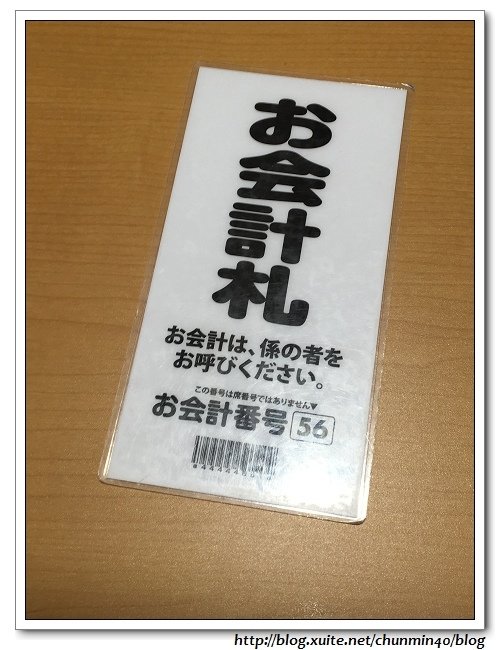 お会計札
お会計は、係の者を
お呼びください。
この番号は席番号ではありません▼
お会計番号 56
http://blog.xuite.net/chunmin40/blog